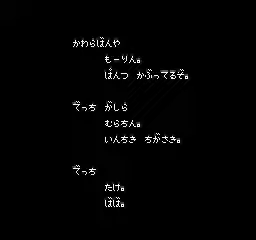 かわらばんや
もーりん。
ぱんつ かぶってるぞ。
でっち がしら
むらちん。
いんちき ちがさき。
でっち
たけ。
ばば。